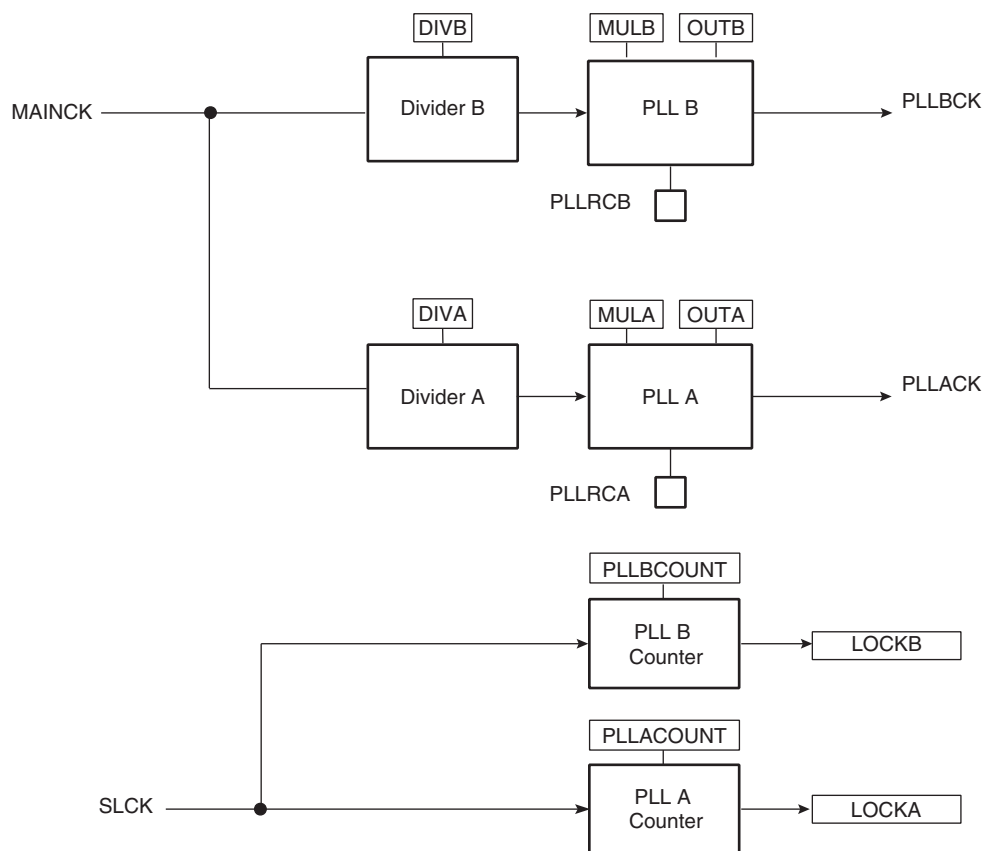 DIVB
MULB
OUTB
MAINCK
Divider B
PLL B
PLLBCK
PLLRCB
DIVA
MULA
OUTA
Divider A
PLL A
PLLACK
PLLRCA
PLLBCOUNT
PLL B
Counter
LOCKB
PLLACOUNT
SLCK
PLL A
Counter
LOCKA